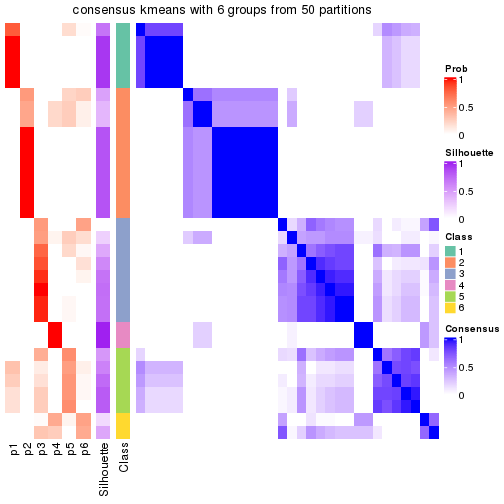 consensus kmeans with 6 groups from 50 partitions
Prob
1
0.5
0
Silhouette
1
0.5
0
Class
1
2
3
4
5
6
Consensus
1
0.5
0
p1
p2
p3
p4
p5
p6
Silhouette
Class